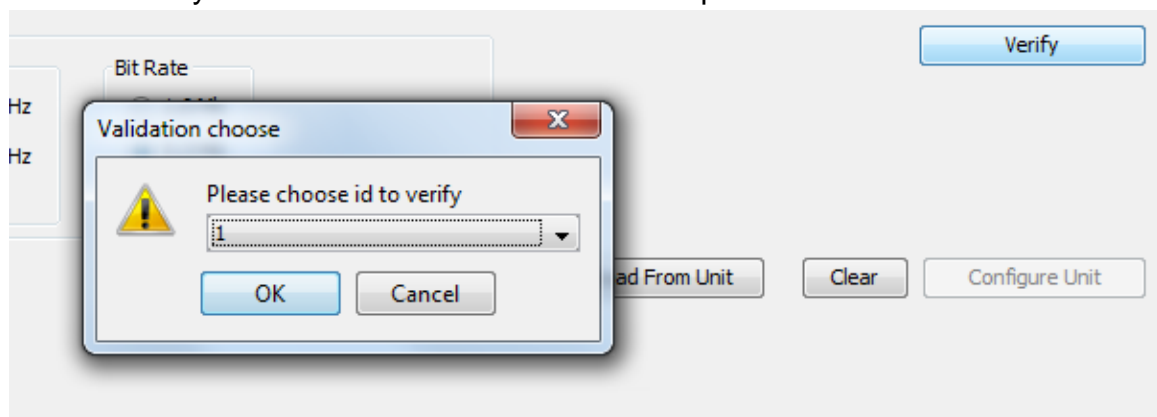 Verify
Bit Rate
Hz
Validation choose
Hz
Please choose id to verify
1
OK Cancel
ad From Unit Clear Configure Unit